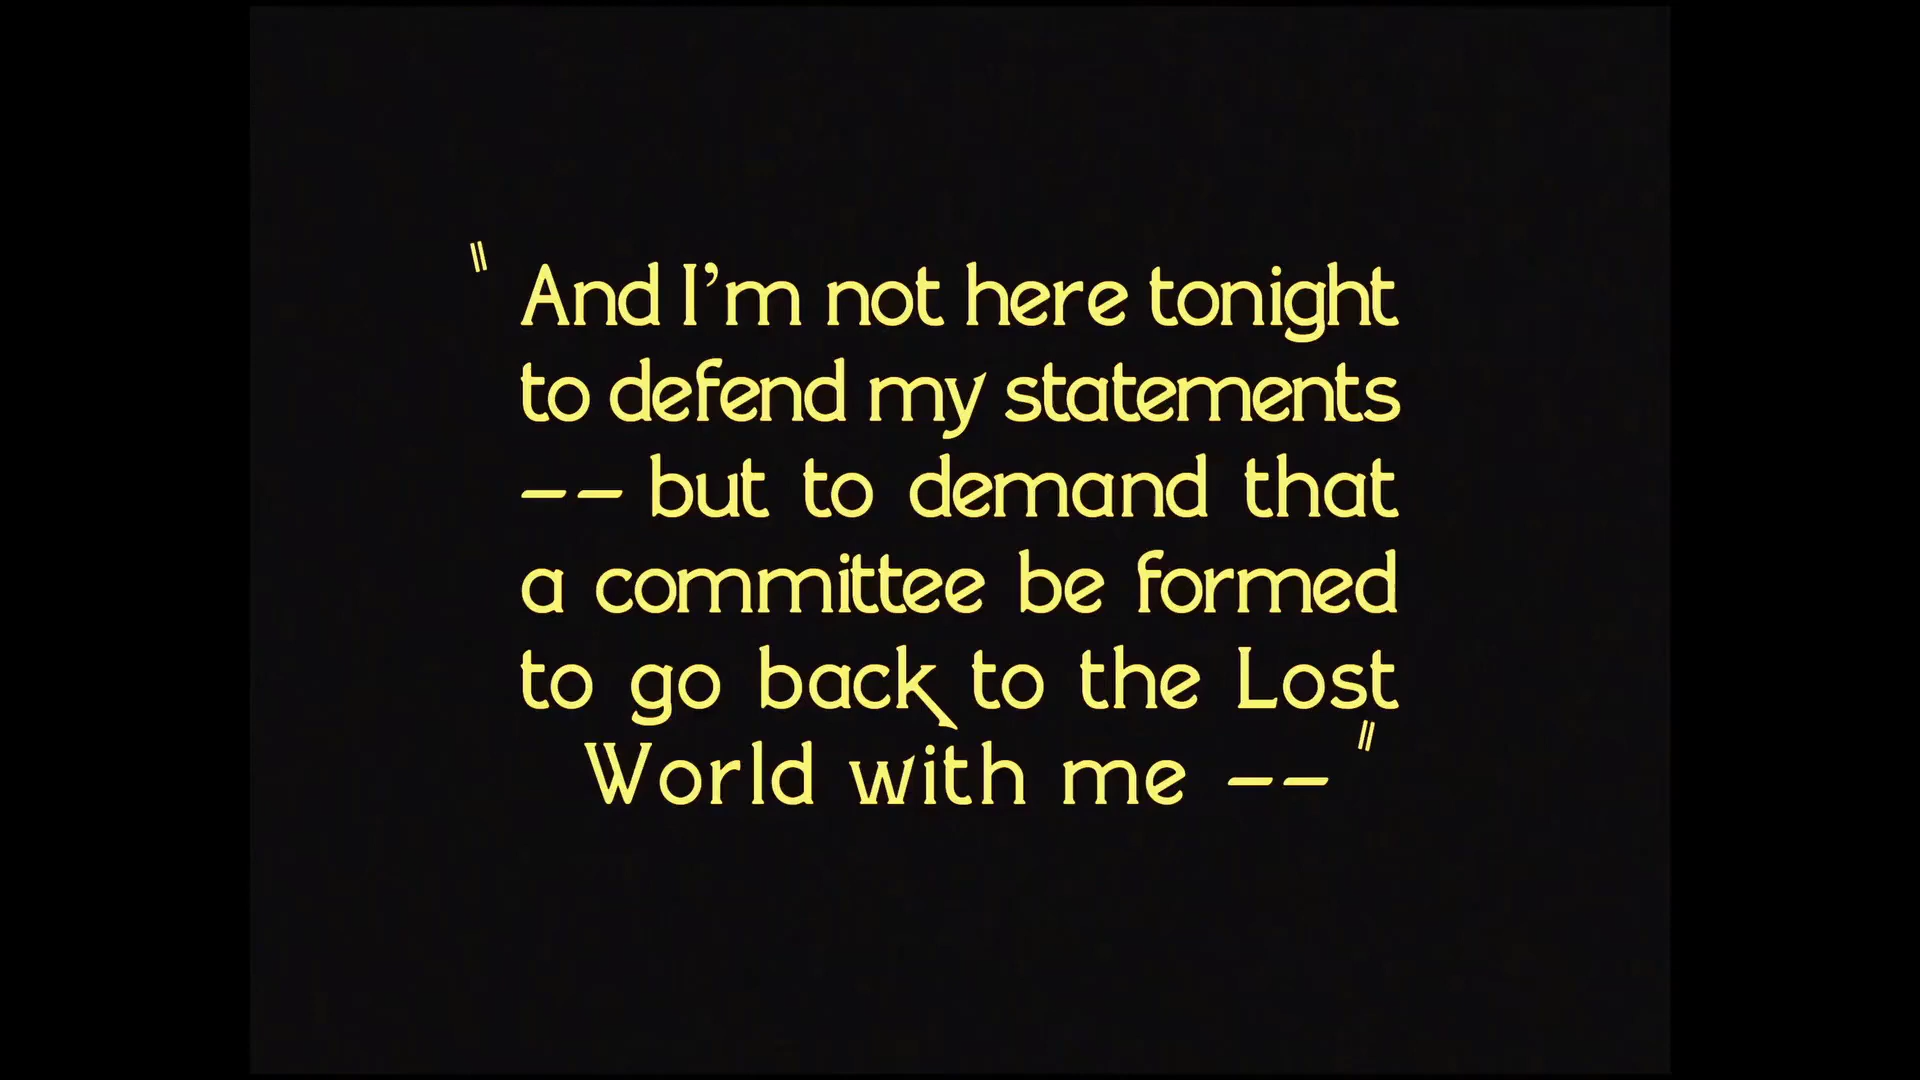 "And I'm not here tonight
to defend my statements
-- but to demand that
a committee be formed
to go back to the Lost
World with me --"